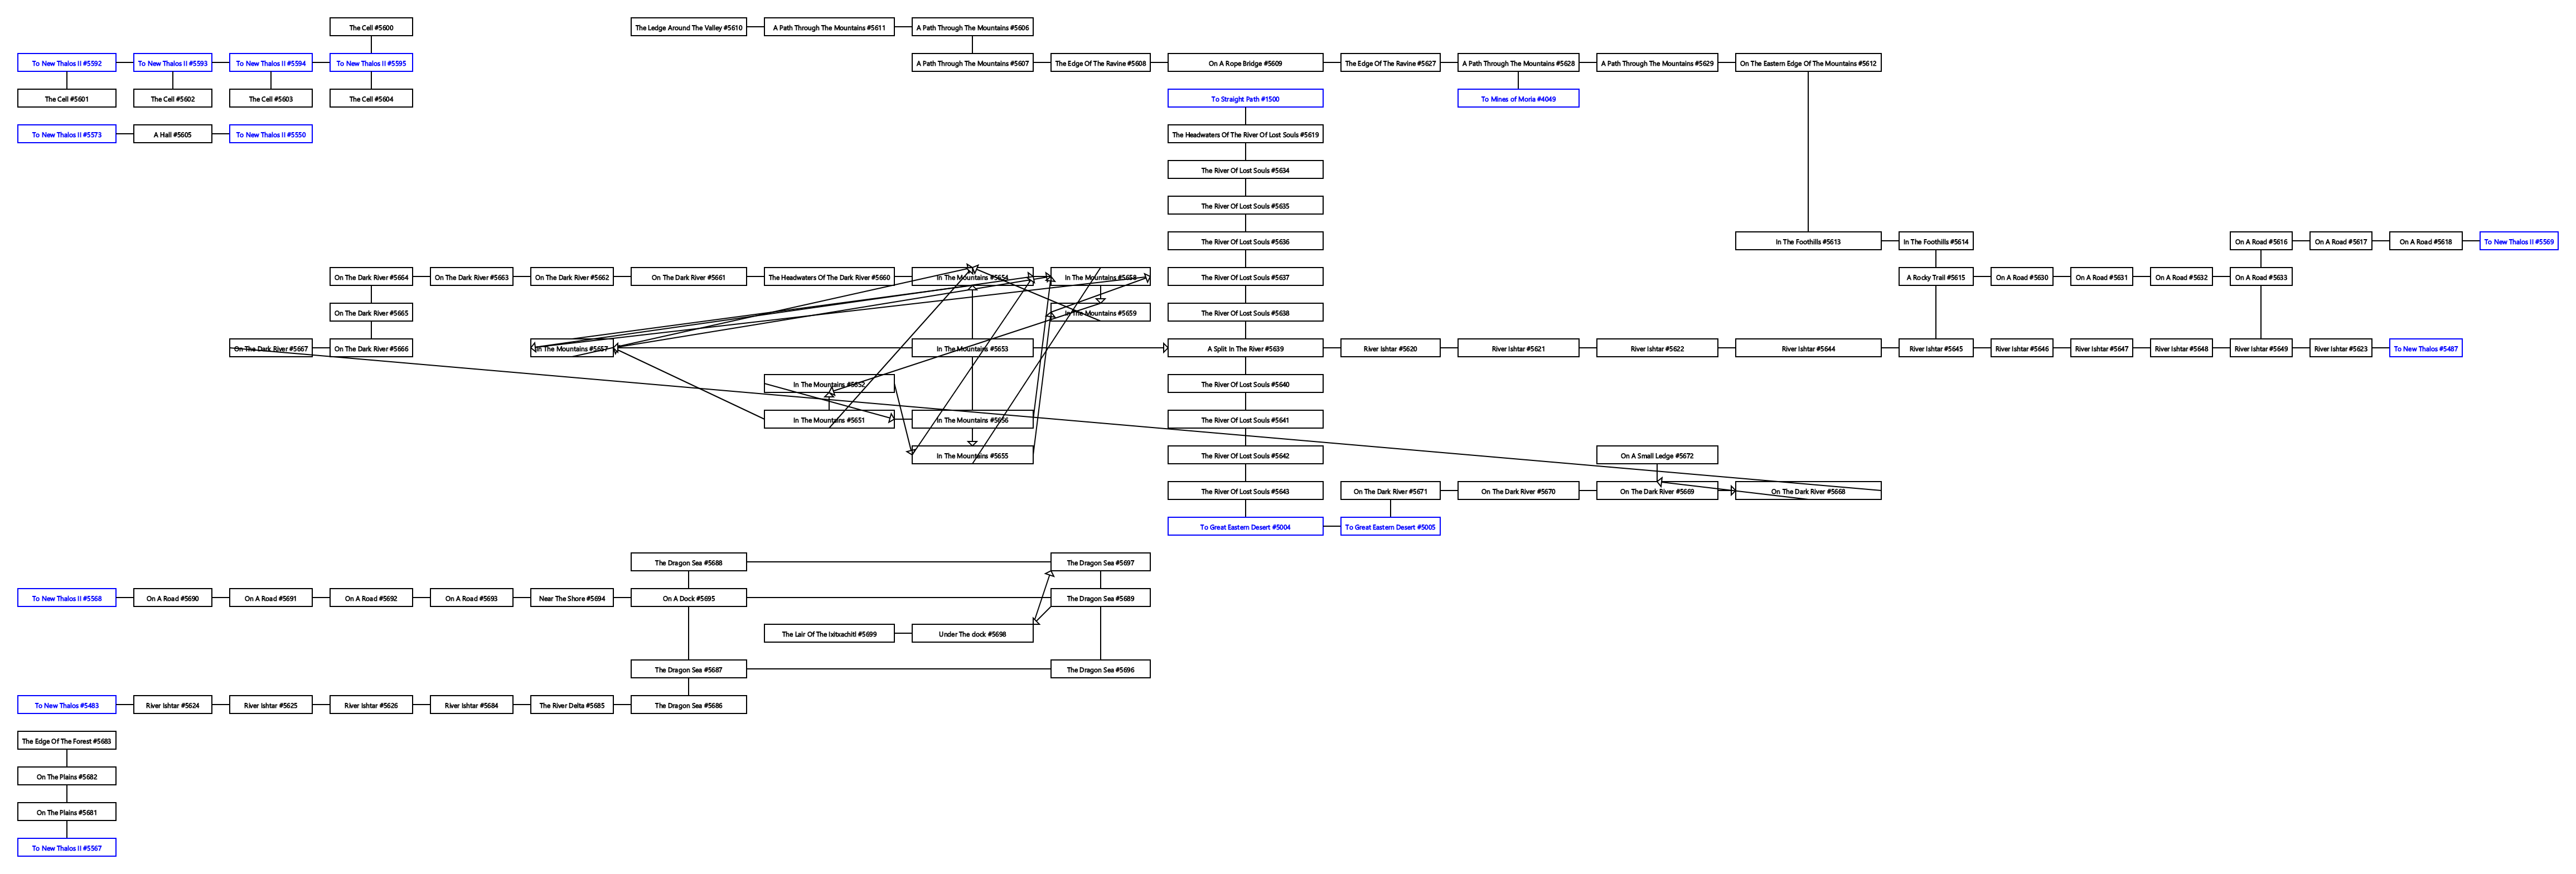 The Cell #5600
The Ledge Around The Valley #5610
A Path Through The Mountains #5611
A Path Through The Mountains #5606
To New Thalos II #5592
To New Thalos II #5593
To New Thalos II #5594
To New Thalos II #5595
A Path Through The Mountains #5607
The Edge Of The Ravine #5608
On A Rope Bridge #5609
The Edge Of The Ravine #5627
A Path Through The Mountains #5628
A Path Through The Mountains #5629
On The Eastern Edge Of The Mountains #5612
The Cell #5601
The Cell #5602
The Cell #5603
The Cell #5604
To Straight Path #1500
To Mines of Moria #4049
To New Thalos II #5573
A Hall #5605
To New Thalos II #5550
The Headwaters Of The River Of Lost Souls #5619
The River Of Lost Souls #5634
The River Of Lost Souls #5635
The River Of Lost Souls #5636
In The Foothills #5613
In The Foothills #5614
On A Road #5616
On A Road #5617
On A Road #5618
To New Thalos II #5569
On The Dark River #5664
On The Dark River #5663
On The Dark River #5662
On The Dark River #5661
The Headwaters Of The Dark River #5660
In The Mountains #5654
In The Mountains #5658
The River Of Lost Souls #5637
A Rocky Trail #5615
On A Road #5630
On A Road #5631
On A Road #5632
On A Road #5633
On The Dark River #5665
In The Mountains #5659
The River Of Lost Souls #5638
On The Dark River #5667
On The Dark River #5666
In The Mountains #5657
In The Mountains #5653
A Split In The River #5639
River Ishtar #5620
River Ishtar #5621
River Ishtar #5622
River Ishtar #5644
River Ishtar #5645
River Ishtar #5646
River Ishtar #5647
River Ishtar #5648
River Ishtar #5649
River Ishtar #5623
To New Thalos #5487
In The Mountains #5652
The River Of Lost Souls #5640
In The Mountains #5651
In The Mountains #5656
The River Of Lost Souls #5641
In The Mountains #5655
The River Of Lost Souls #5642
On A Small Ledge #5672
The River Of Lost Souls #5643
On The Dark River #5671
On The Dark River #5670
On The Dark River #5669
On The Dark River #5668
To Great Eastern Desert #5004
To Great Eastern Desert #5005
The Dragon Sea #5688
The Dragon Sea #5697
To New Thalos II #5568
On A Road #5690
On A Road #5691
On A Road #5692
On A Road #5693
Near The Shore #5694
On A Dock #5695
The Dragon Sea #5689
The Lair Of The Ixitxachitl #5699
Under The dock #5698
The Dragon Sea #5687
The Dragon Sea #5696
To New Thalos #5483
River Ishtar #5624
River Ishtar #5625
River Ishtar #5626
River Ishtar #5684
The River Delta #5685
The Dragon Sea #5686
The Edge Of The Forest #5683
On The Plains #5682
On The Plains #5681
To New Thalos II #5567